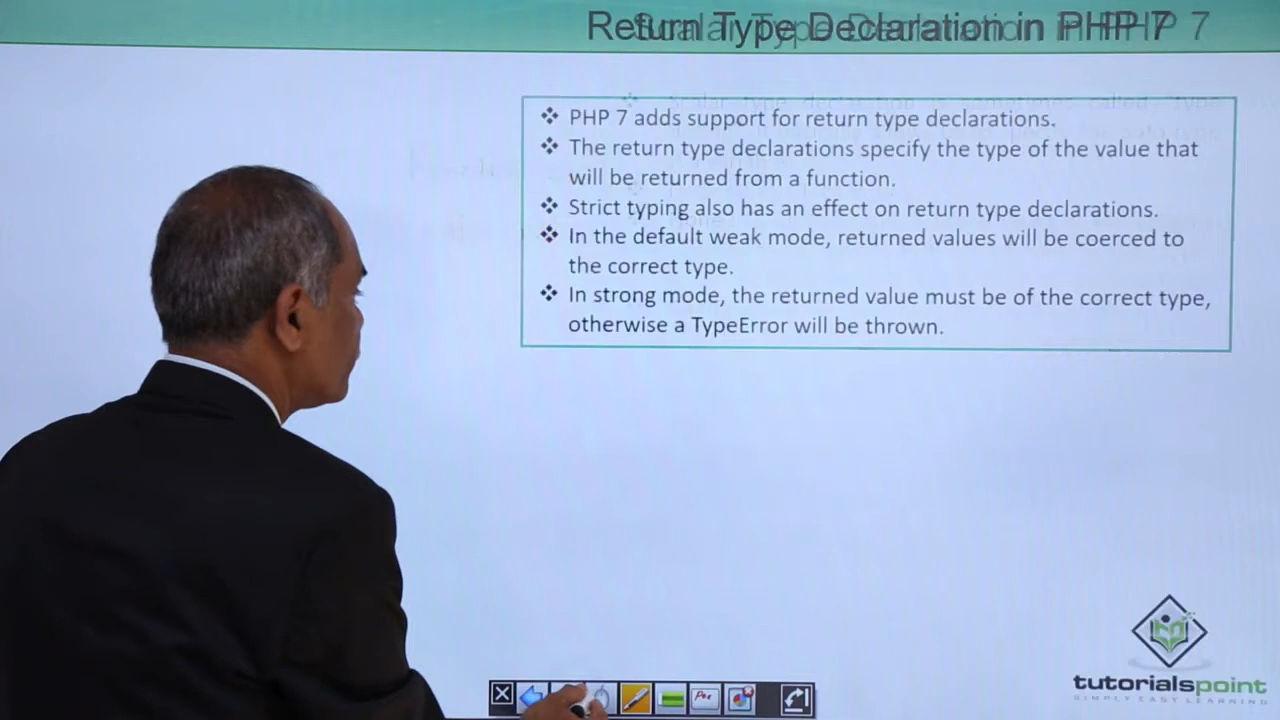 Return Type Declaration in PHP 7
❖ PHP 7 adds support for return type declarations.
❖ The return type declarations specify the type of the value that
will be returned from a function.
❖ Strict typing also has an effect on return type declarations.
❖ In the default weak mode, returned values will be coerced to
the correct type.
❖ In strong mode, the returned value must be of the correct type,
otherwise a TypeError will be thrown.
tutorialspoint
SIMPLY EASY LEARNING